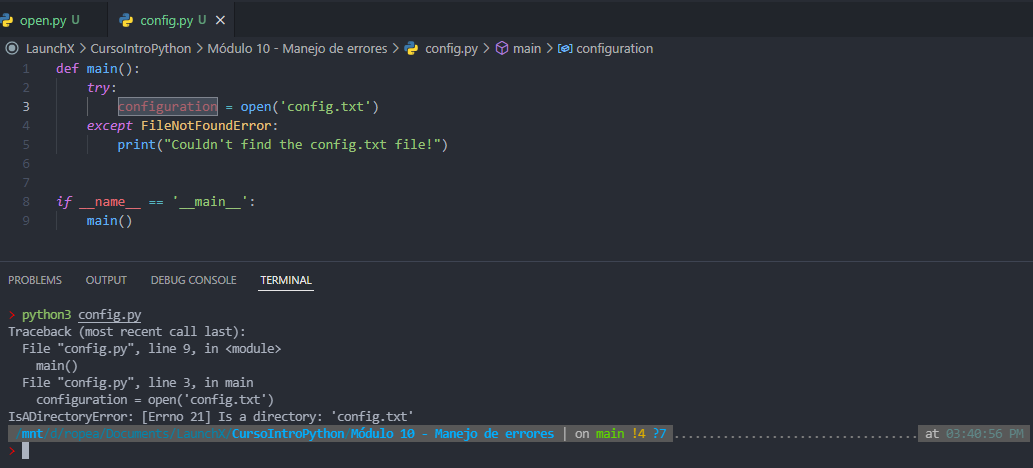 open.py U config.py U ×
LaunchX > CursoIntroPython > Módulo 10 - Manejo de errores > config.py > main > configuration
1 def main():
2 try:
3 configuration = open('config.txt')
4 except FileNotFoundError:
5 print("Couldn't find the config.txt file!")
6
7
8 if __name__ == '__main__':
9 main()
PROBLEMS OUTPUT DEBUG CONSOLE TERMINAL
> python3 config.py
Traceback (most recent call last):
File "config.py", line 9, in <module>
main()
File "config.py", line 3, in main
configuration = open('config.txt')
IsADirectoryError: [Errno 21] Is a directory: 'config.txt'
/mnt/d/ropea/Documents/LaunchX/CursoIntroPython/Módulo 10 - Manejo de errores | on main !4 ?7 at 03:40:56 PM
>